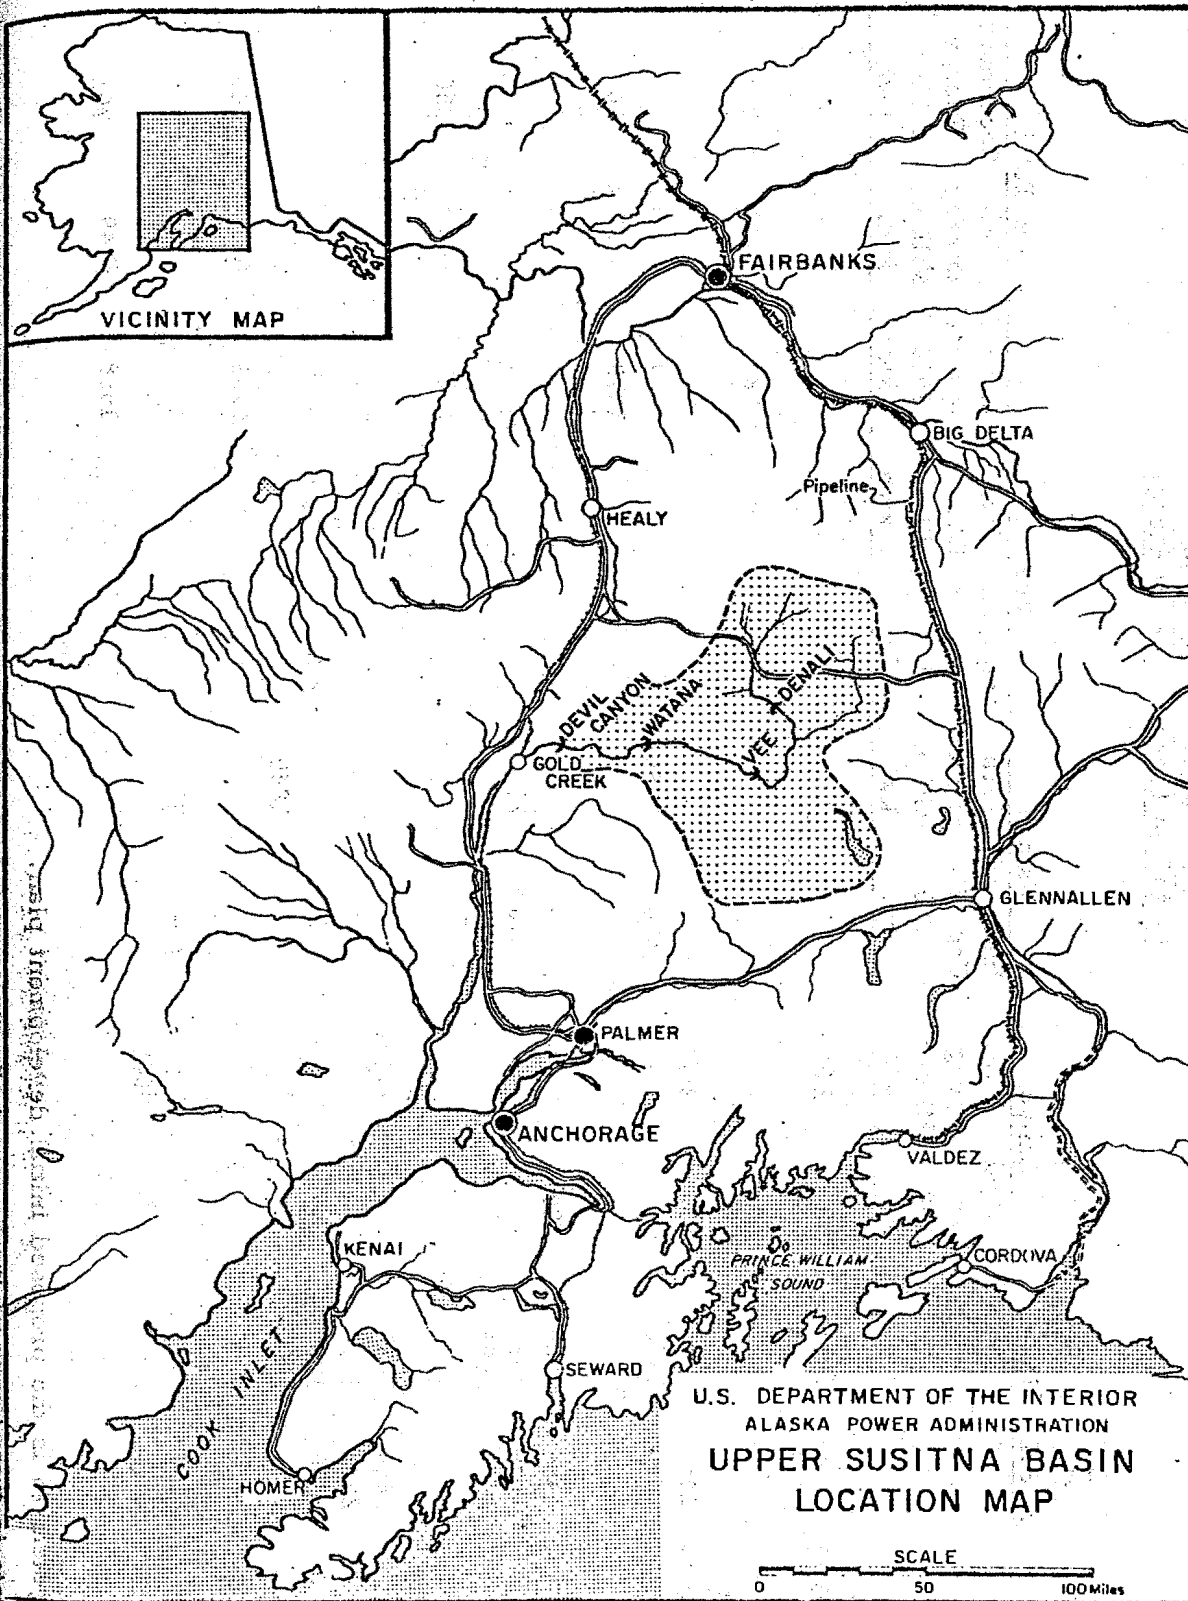 VICINITY MAP
FAIRBANKS
BIG DELTA
Pipeline
HEALY
DEVIL
CANYON
WATANA
VEE
DENALI
GOLD
CREEK
GLENNALLEN
PALMER
ANCHORAGE
VALDEZ
KENAI
PRINCE WILLIAM
SOUND
CORDOVA
COOK INLET
SEWARD
HOMER
U.S. DEPARTMENT OF THE INTERIOR
ALASKA POWER ADMINISTRATION
UPPER SUSITNA BASIN
LOCATION MAP
SCALE
0 50 100 Miles